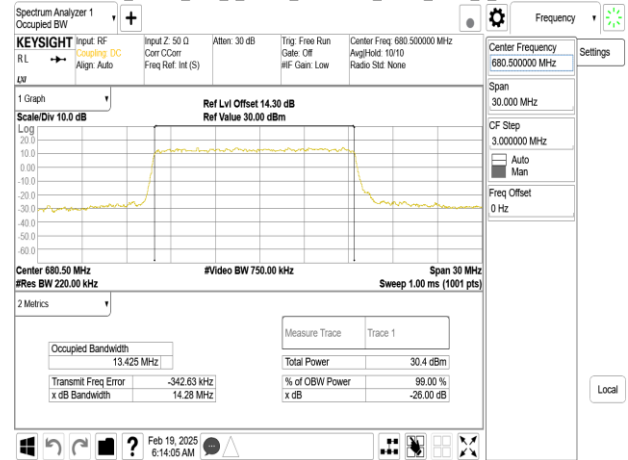 Spectrum Analyzer 1
Occupied BW
Frequency
KEYSIGHT
RL
LXI
Input: RF
Coupling: DC
Align: Auto
Input Z: 50 Ω
Corr CCorr
Freq Ref: Int (S)
Atten: 30 dB
Trig: Free Run
Gate: Off
#IF Gain: Low
Center Freq: 680.500000 MHz
Avg|Hold: 10/10
Radio Std: None
Center Frequency
680.500000 MHz
Settings
Span
30.000 MHz
CF Step
3.000000 MHz
Auto
Man
Freq Offset
0 Hz
Local
1 Graph
Scale/Div 10.0 dB
Ref Lvl Offset 14.30 dB
Ref Value 30.00 dBm
Log
20.0
10.0
0.00
-10.0
-20.0
-30.0
-40.0
-50.0
-60.0
Center 680.50 MHz
#Video BW 750.00 kHz
Span 30 MHz
#Res BW 220.00 kHz
Sweep 1.00 ms (1001 pts)
2 Metrics
Measure Trace Trace 1
Occupied Bandwidth
13.425 MHz
Total Power 30.4 dBm
Transmit Freq Error -342.63 kHz
% of OBW Power 99.00 %
x dB Bandwidth 14.28 MHz
x dB -26.00 dB
?
Feb 19, 2025
6:14:05 AM